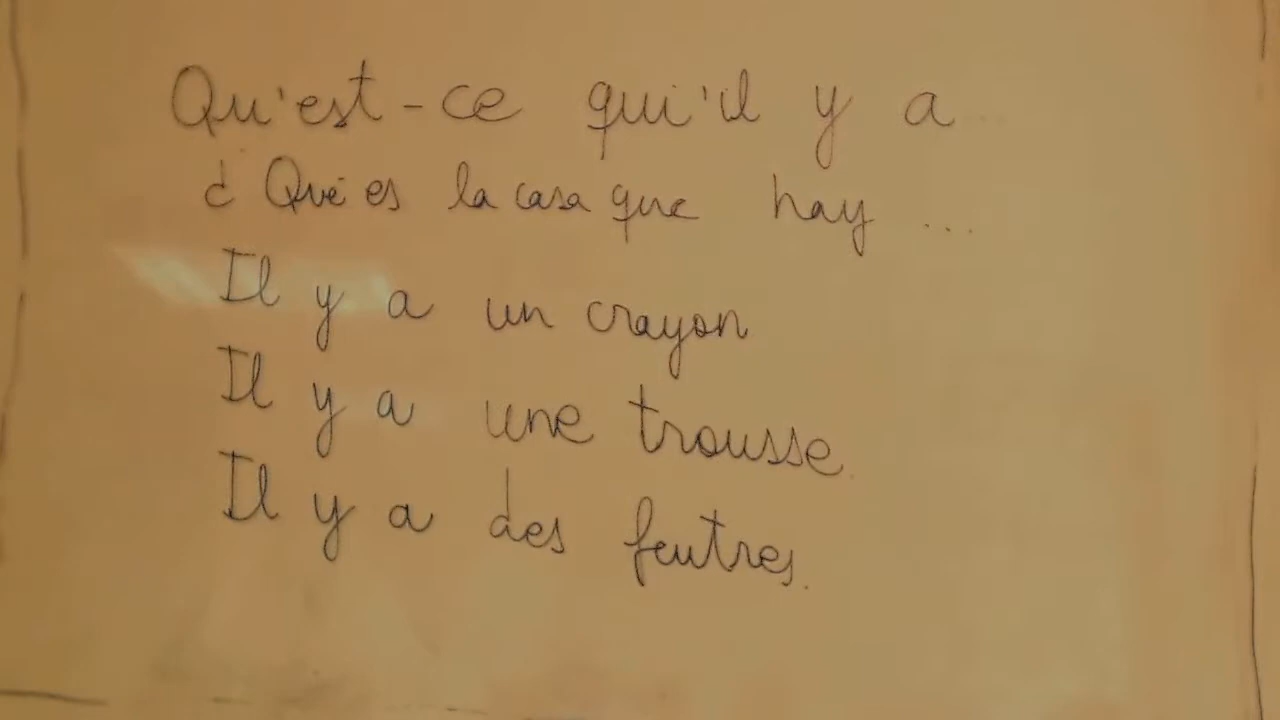 Qu'est-ce qui'il y a ...
¿Qué es la casa que hay ...
Il y a un crayon
Il y a une trousse.
Il y a des feutres.